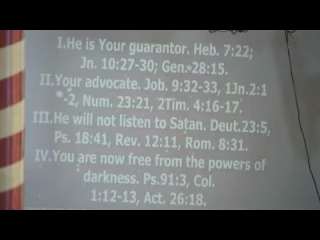 I.He is Your guarantor. Heb. 7:22;
Jn. 10:27-30; Gen. 28:15.
II.Your advocate. Job. 9:32-33, 1Jn.2:1
-2, Num. 23:21, 2Tim. 4:16-17.
III.He will not listen to Satan. Deut.23:5,
Ps. 18:41, Rev. 12:11, Rom. 8:31.
IV.You are now free from the powers of
darkness. Ps.91:3, Col.
1:12-13, Act. 26:18.